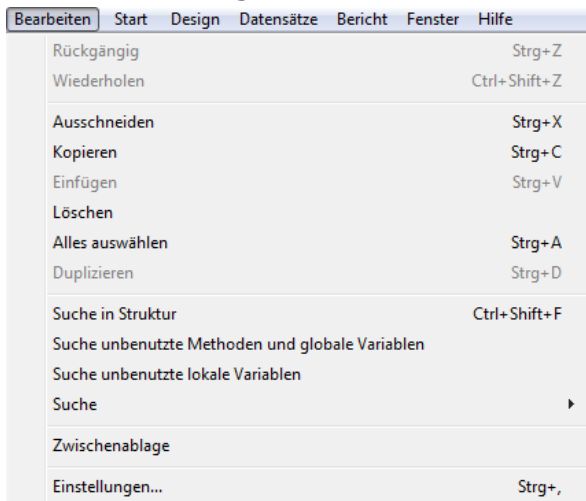 Bearbeiten Start Design Datensätze Bericht Fenster Hilfe
Rückgängig Strg+Z
Wiederholen Ctrl+Shift+Z
Ausschneiden Strg+X
Kopieren Strg+C
Einfügen Strg+V
Löschen
Alles auswählen Strg+A
Duplizieren Strg+D
Suche in Struktur Ctrl+Shift+F
Suche unbenutzte Methoden und globale Variablen
Suche unbenutzte lokale Variablen
Suche
Zwischenablage
Einstellungen... Strg+,